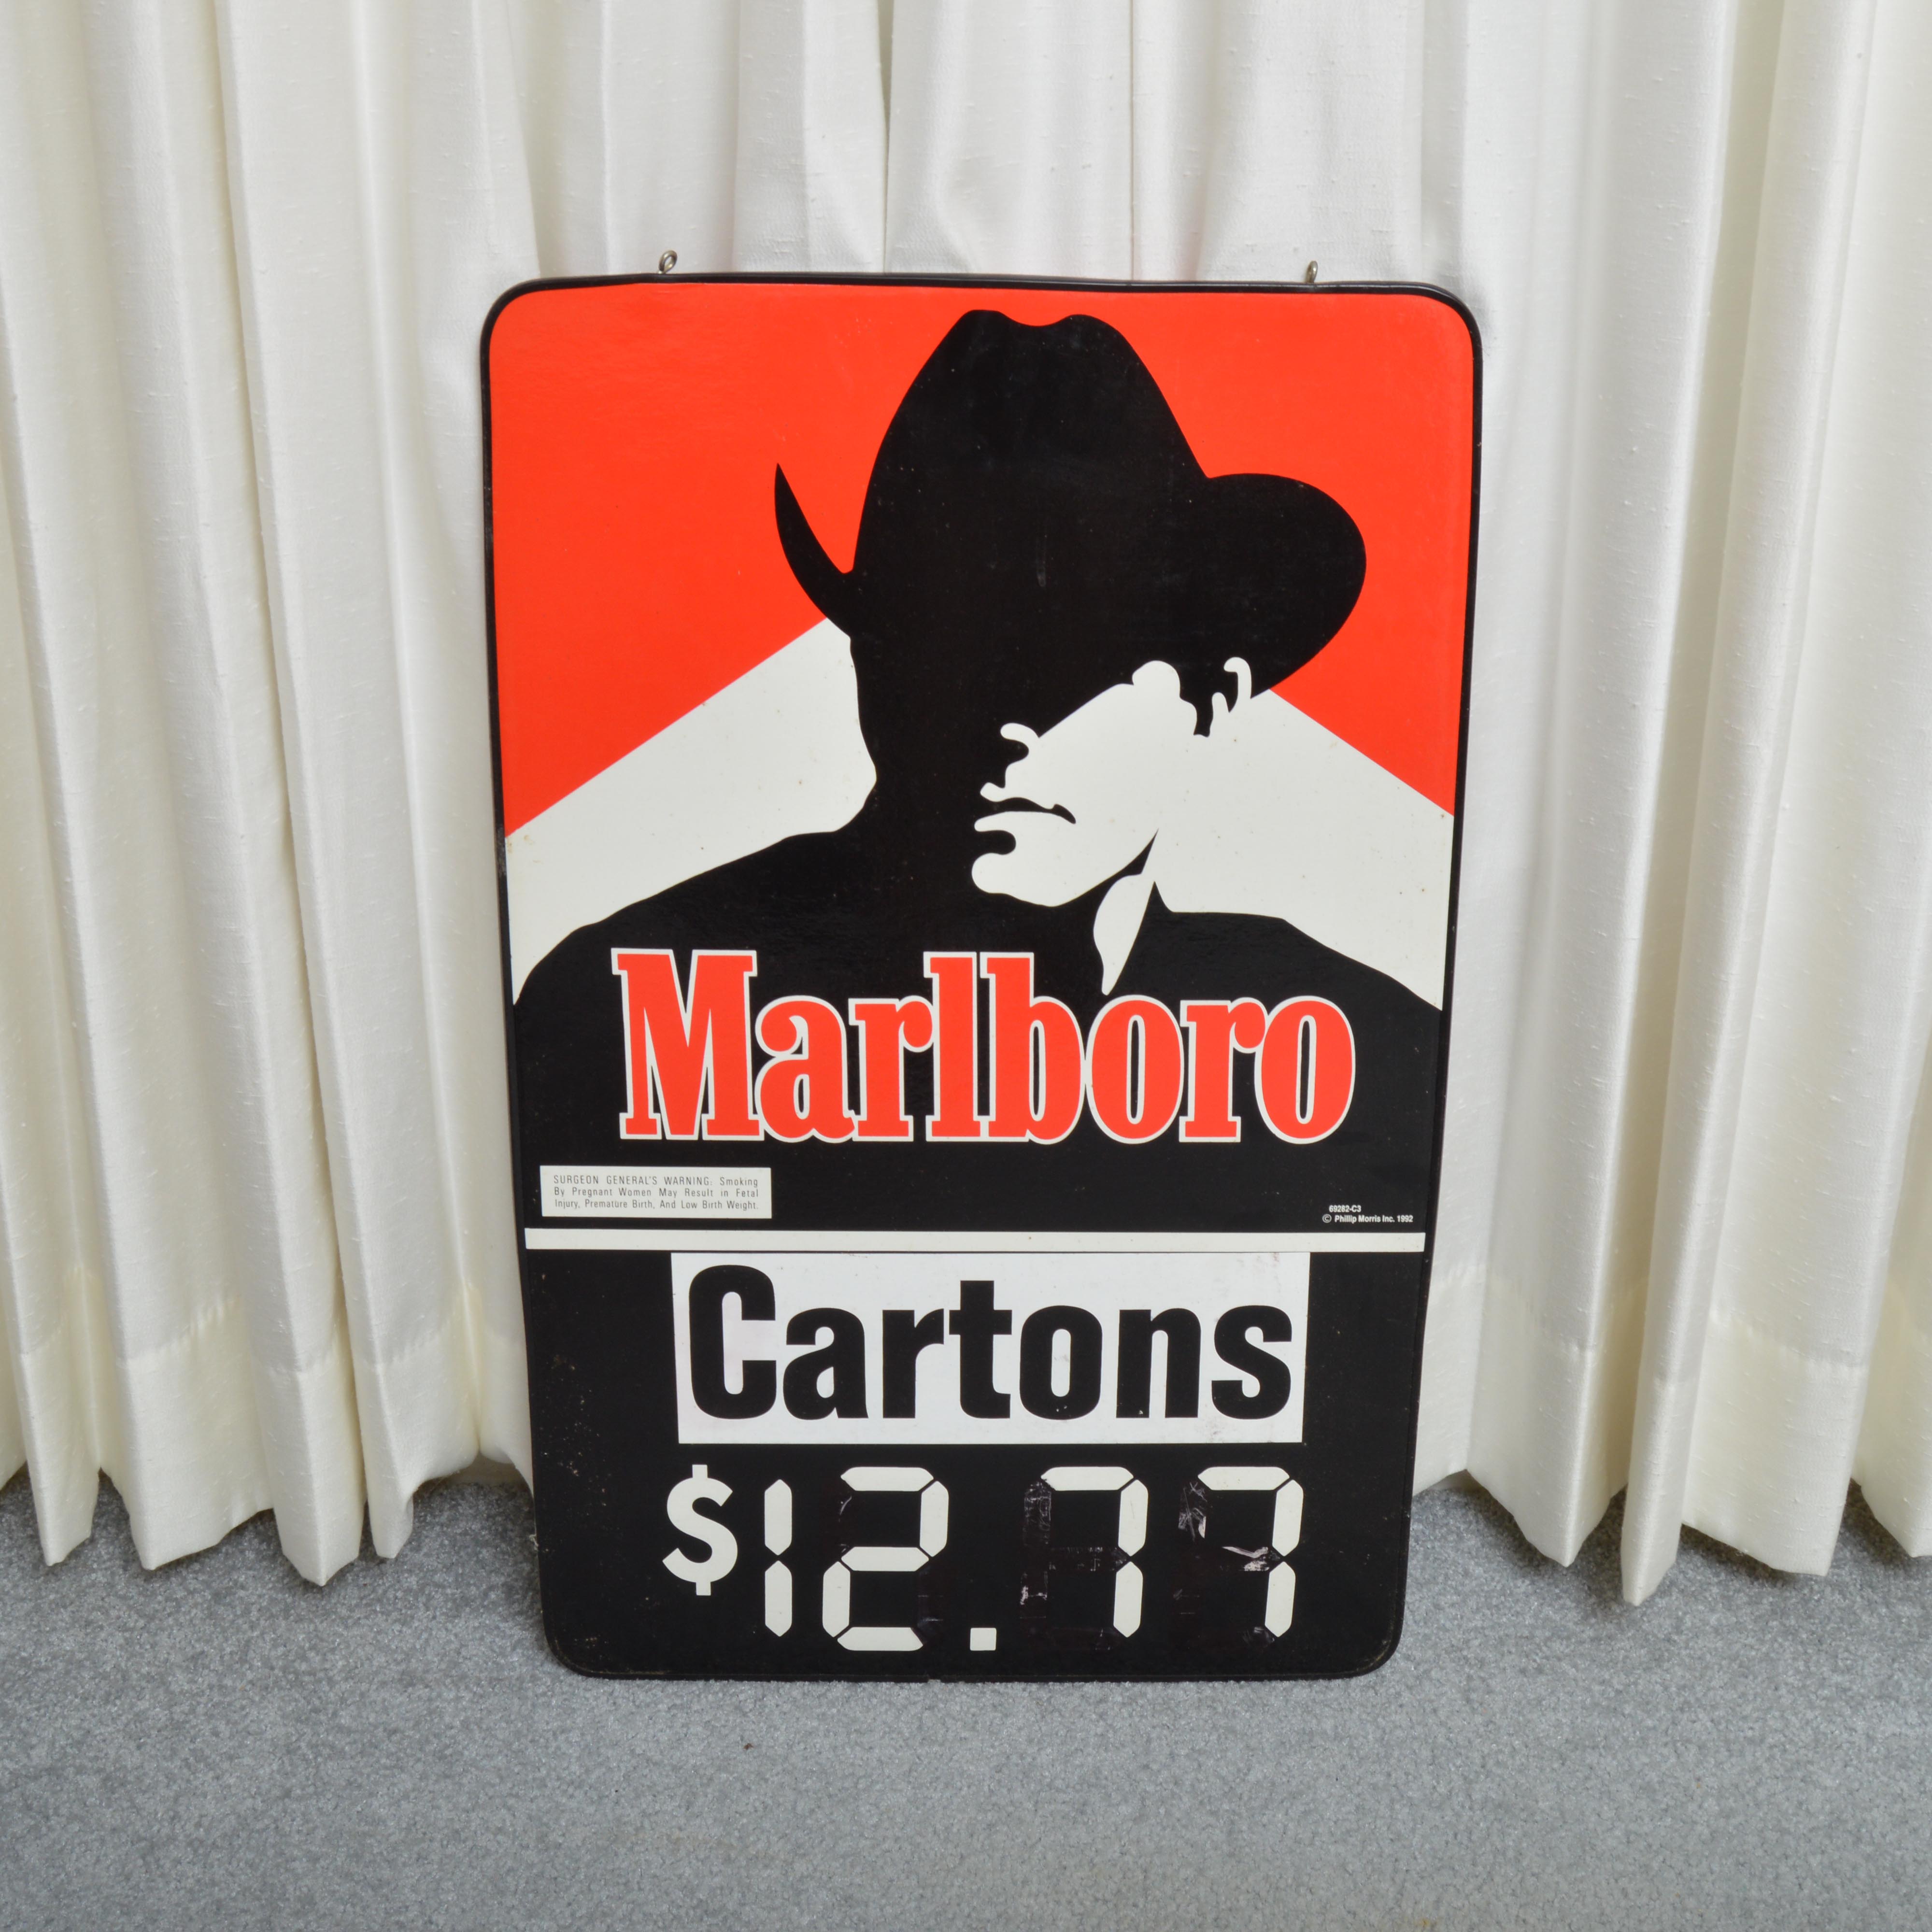 Marlboro
SURGEON GENERAL'S WARNING: Smoking
By Pregnant Women May Result in Fetal
Injury, Premature Birth, And Low Birth Weight.
69282-C3
© Phillip Morris Inc. 1992
Cartons
$12.77